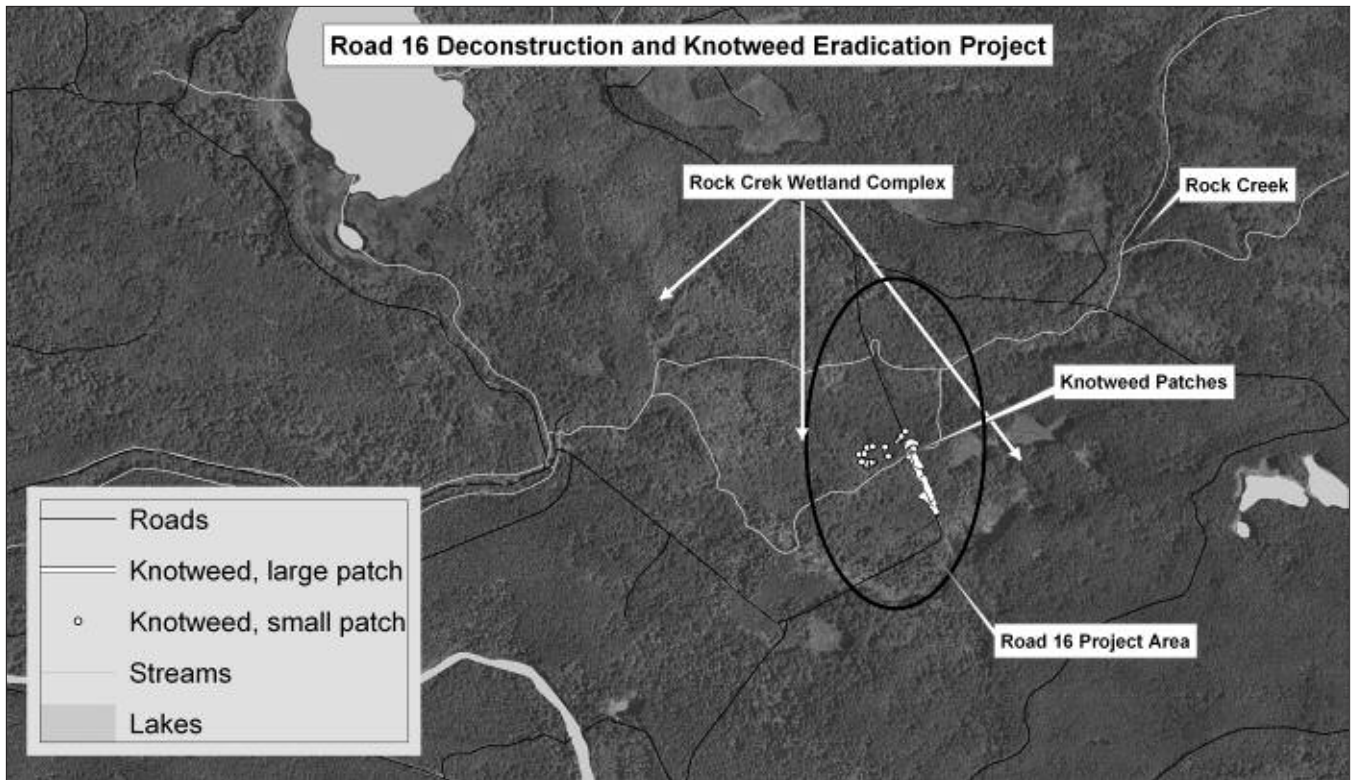 Road 16 Deconstruction and Knotweed Eradication Project
Rock Crek Wetland Complex
Rock Creek
Knotweed Patches
Road 16 Project Area
Roads
Knotweed, large patch
Knotweed, small patch
Streams
Lakes